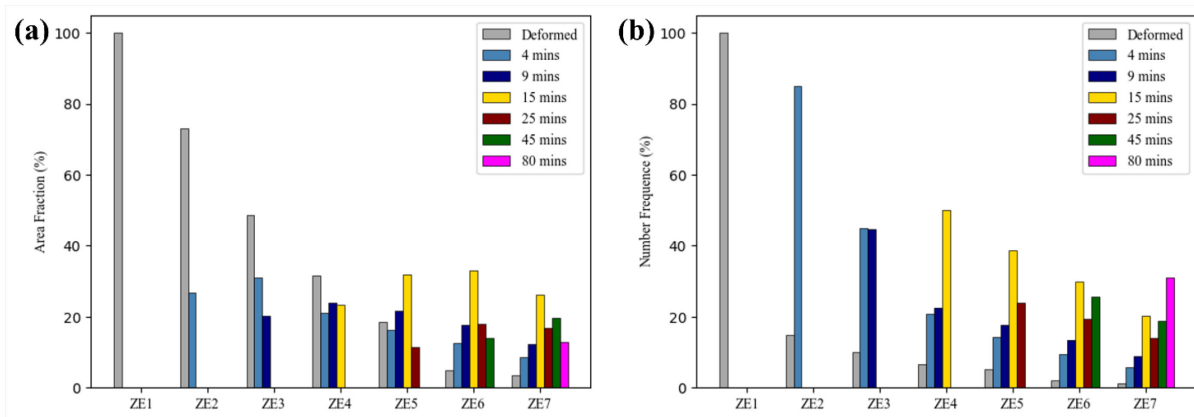 (a)
Area Fraction (%)
100
80
60
40
20
0
Deformed
4 mins
9 mins
15 mins
25 mins
45 mins
80 mins
ZE1 ZE2 ZE3 ZE4 ZE5 ZE6 ZE7
(b)
Number Frequence (%)
100
80
60
40
20
0
Deformed
4 mins
9 mins
15 mins
25 mins
45 mins
80 mins
ZE1 ZE2 ZE3 ZE4 ZE5 ZE6 ZE7